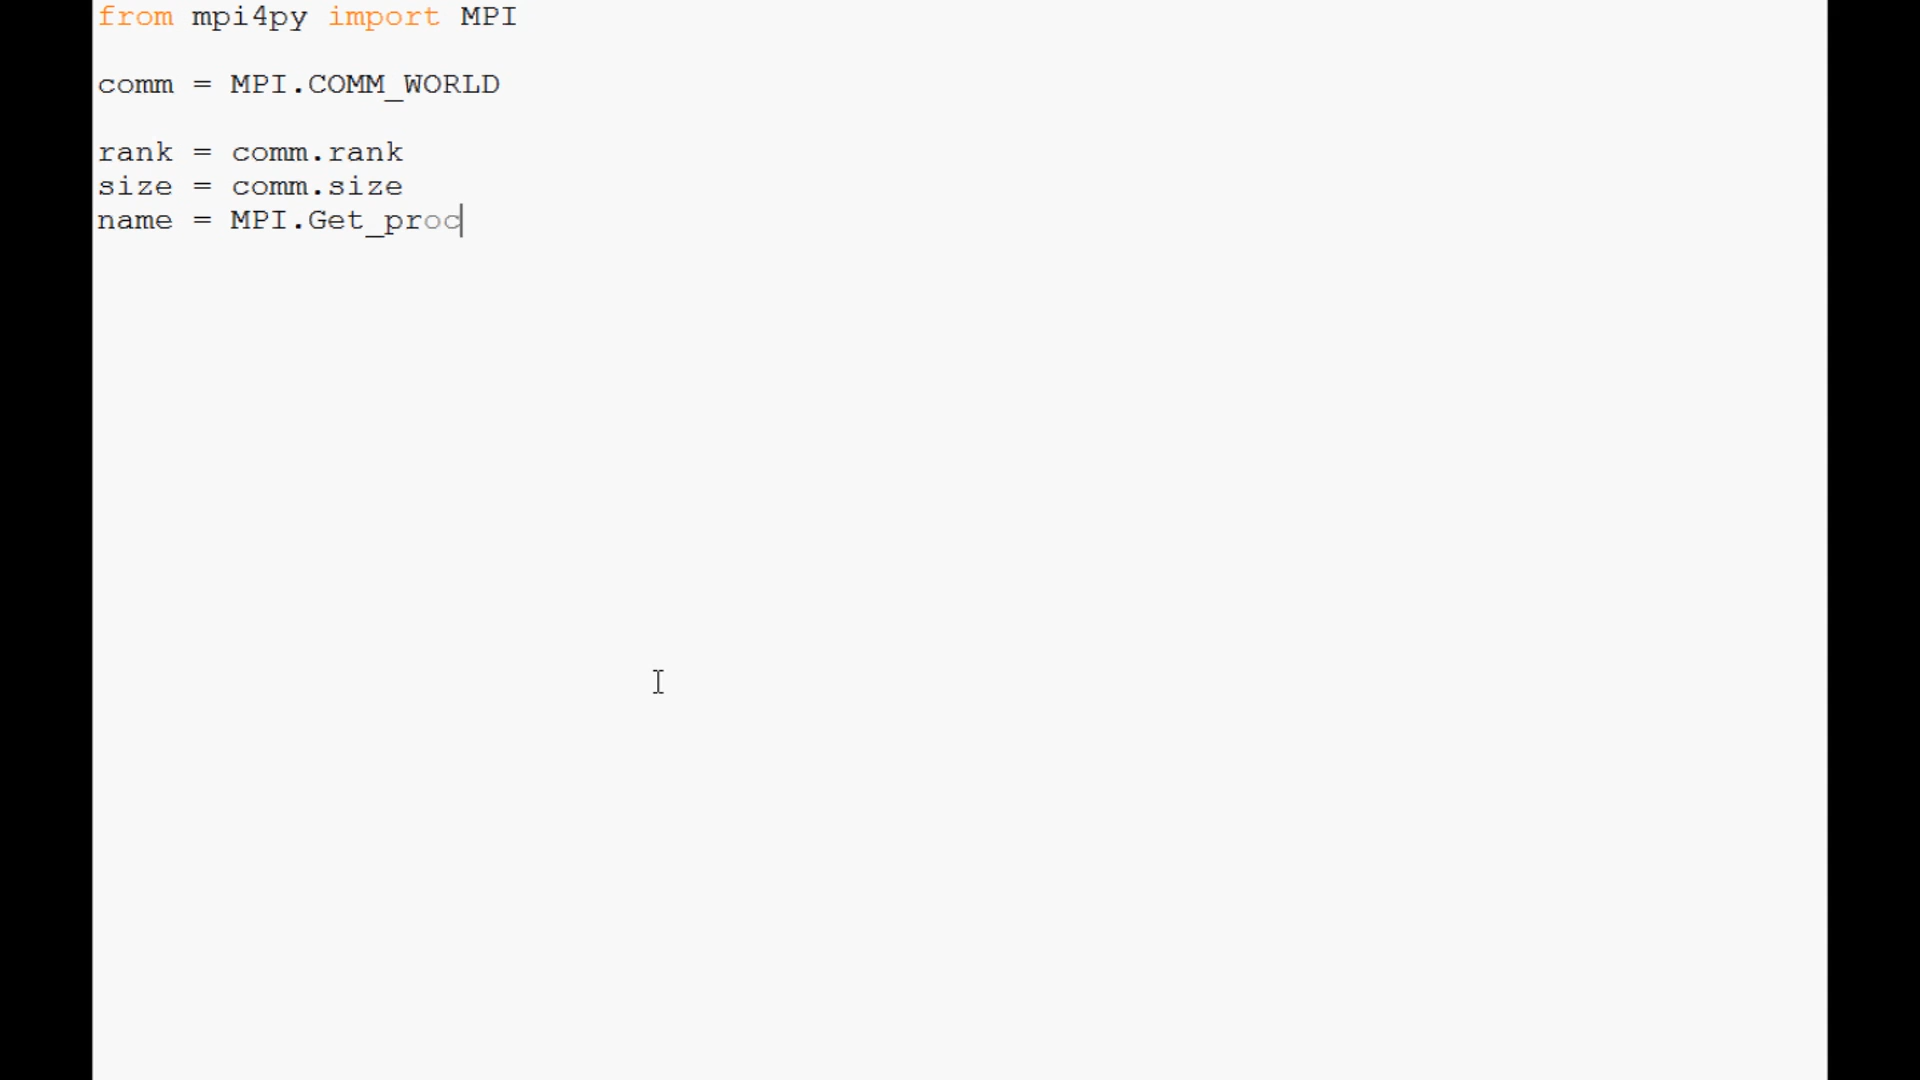 from mpi4py import MPI
comm = MPI.COMM_WORLD
rank = comm.rank
size = comm.size
name = MPI.Get_proc